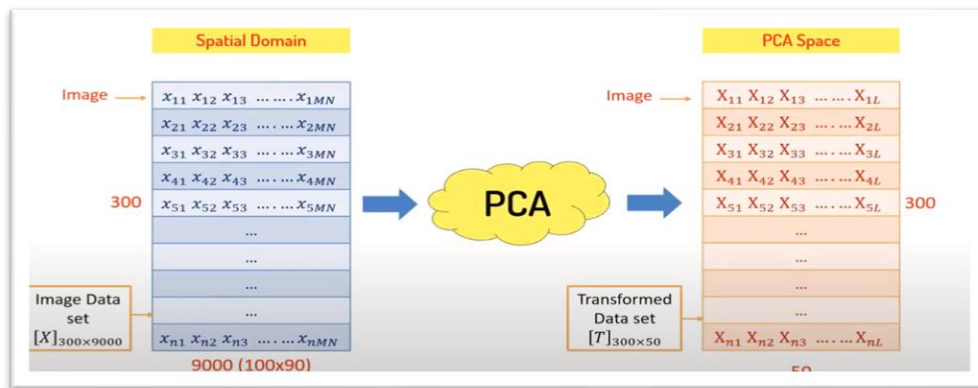 Spatial Domain
PCA Space
Image
x₁₁ x₁₂ x₁₃ ... .... x₁MN
x₂₁ x₂₂ x₂₃ ... . ... x₂MN
x₃₁ x₃₂ x₃₃ ... . ... x₃MN
x₄₁ x₄₂ x₄₃ ... . ... x₄MN
x₅₁ x₅₂ x₅₃ ... . ... x₅MN
...
...
...
...
xn1 xn2 xn3 ... . ... xnMN
300
Image Data
set
[X]300×9000
9000 (100x90)
PCA
Image
X₁₁ X₁₂ X₁₃ ... .... X₁L
X₂₁ X₂₂ X₂₃ ... . ... X₂L
X₃₁ X₃₂ X₃₃ ... . ... X₃L
X₄₁ X₄₂ X₄₃ ... . ... X₄L
X₅₁ X₅₂ X₅₃ ... . ... X₅L
...
...
...
...
Xn1 Xn2 Xn3 ... . ... XnL
300
Transformed
Data set
[T]300×50
50